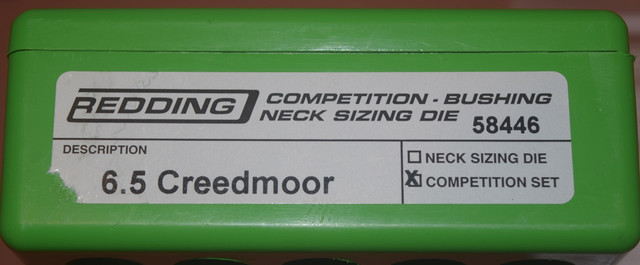 REDDING COMPETITION - BUSHING
NECK SIZING DIE 58446
DESCRIPTION
6.5 Creedmoor
NECK SIZING DIE
X COMPETITION SET